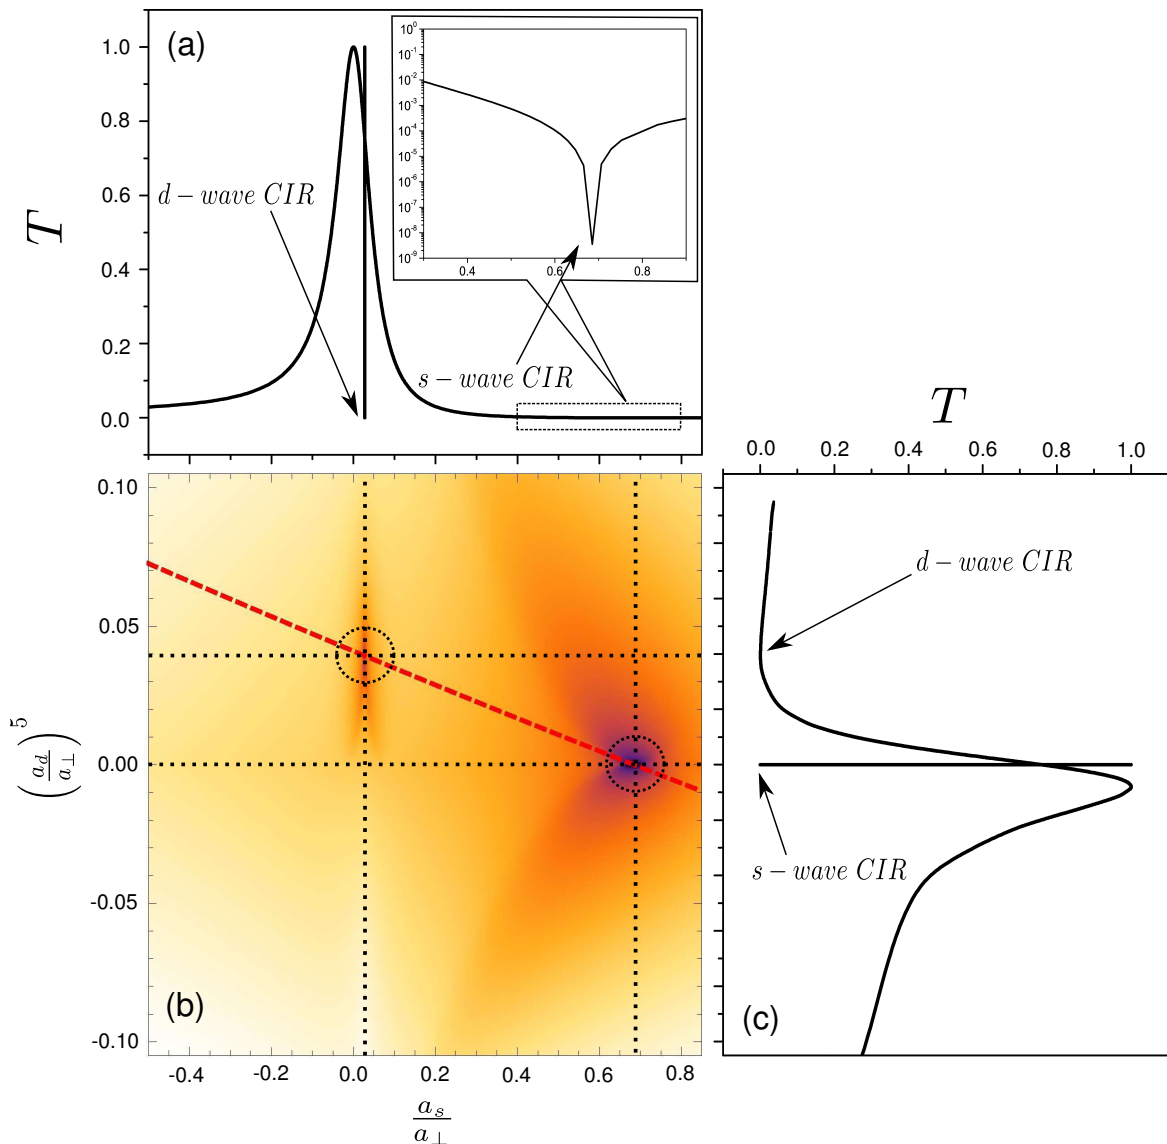 (a)
T
1.0
0.8
0.6
0.4
0.2
0.0
d – wave CIR
s – wave CIR
10^0
10^-1
10^-2
10^-3
10^-4
10^-5
10^-6
10^-7
10^-8
10^-9
0.4 0.6 0.8
(b)
(a_d/a_⊥)^5
0.10
0.05
0.00
-0.05
-0.10
-0.4 -0.2 0.0 0.2 0.4 0.6 0.8
a_s/a_⊥
T
0.0 0.2 0.4 0.6 0.8 1.0
d – wave CIR
s – wave CIR
(c)